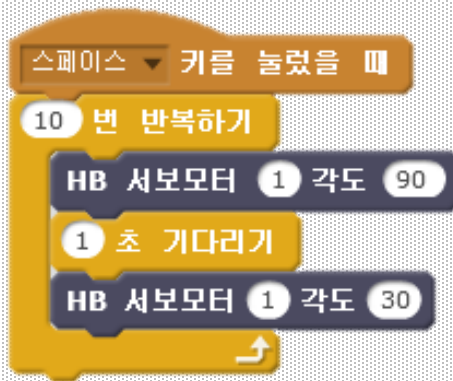 스페이스 키를 눌렀을 때
10 번 반복하기
HB 서보모터 1 각도 90
1 초 기다리기
HB 서보모터 1 각도 30